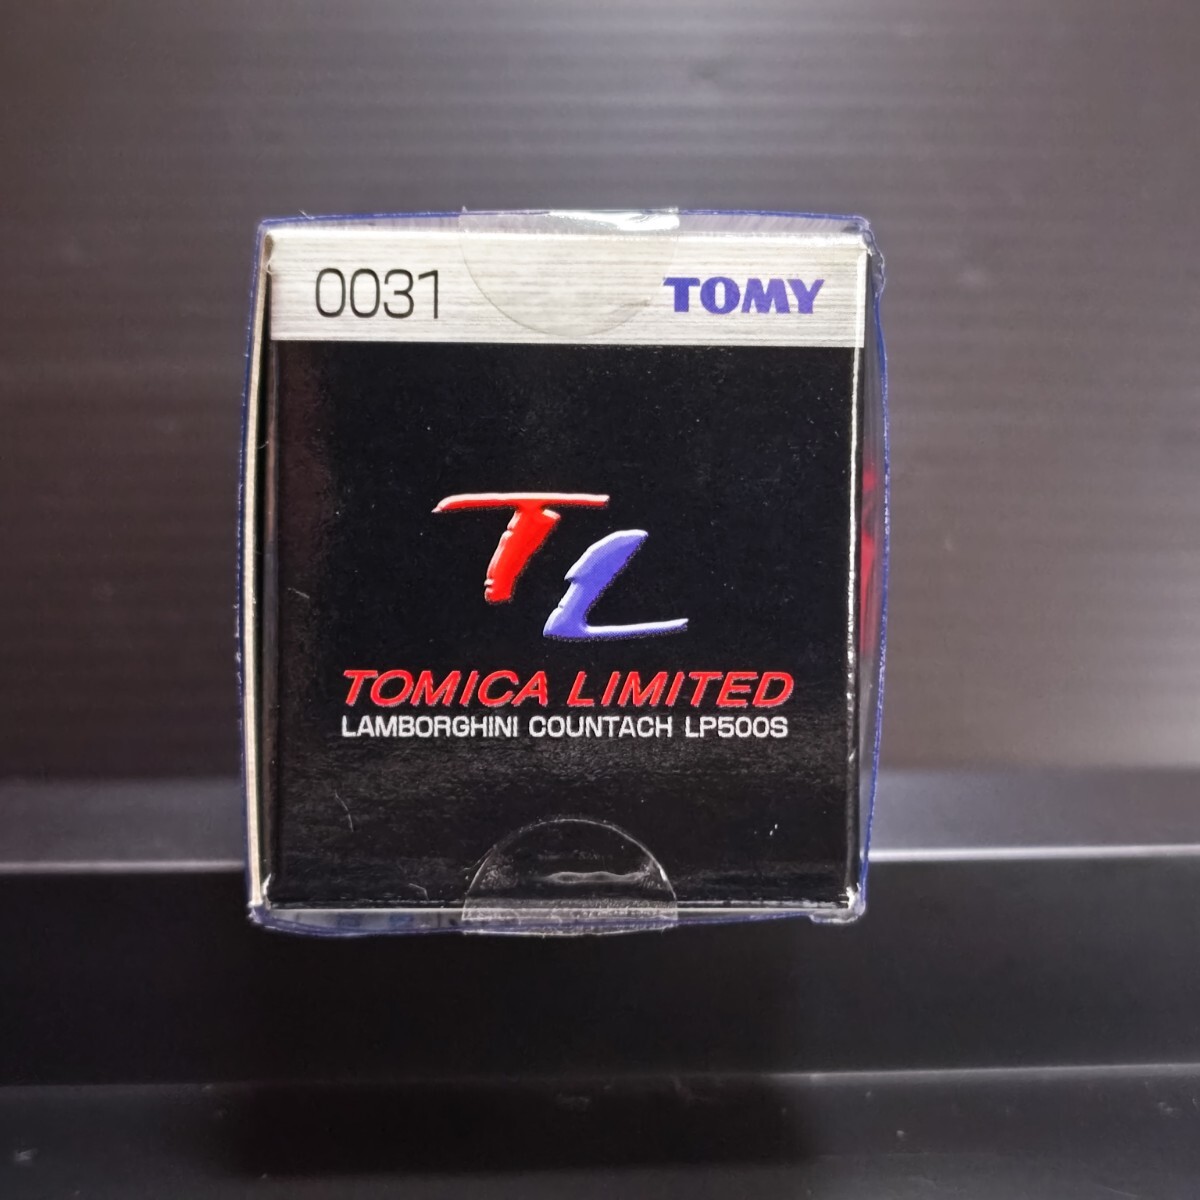 0031 TOMY
TL
TOMICA LIMITED
LAMBORGHINI COUNTACH LP500S